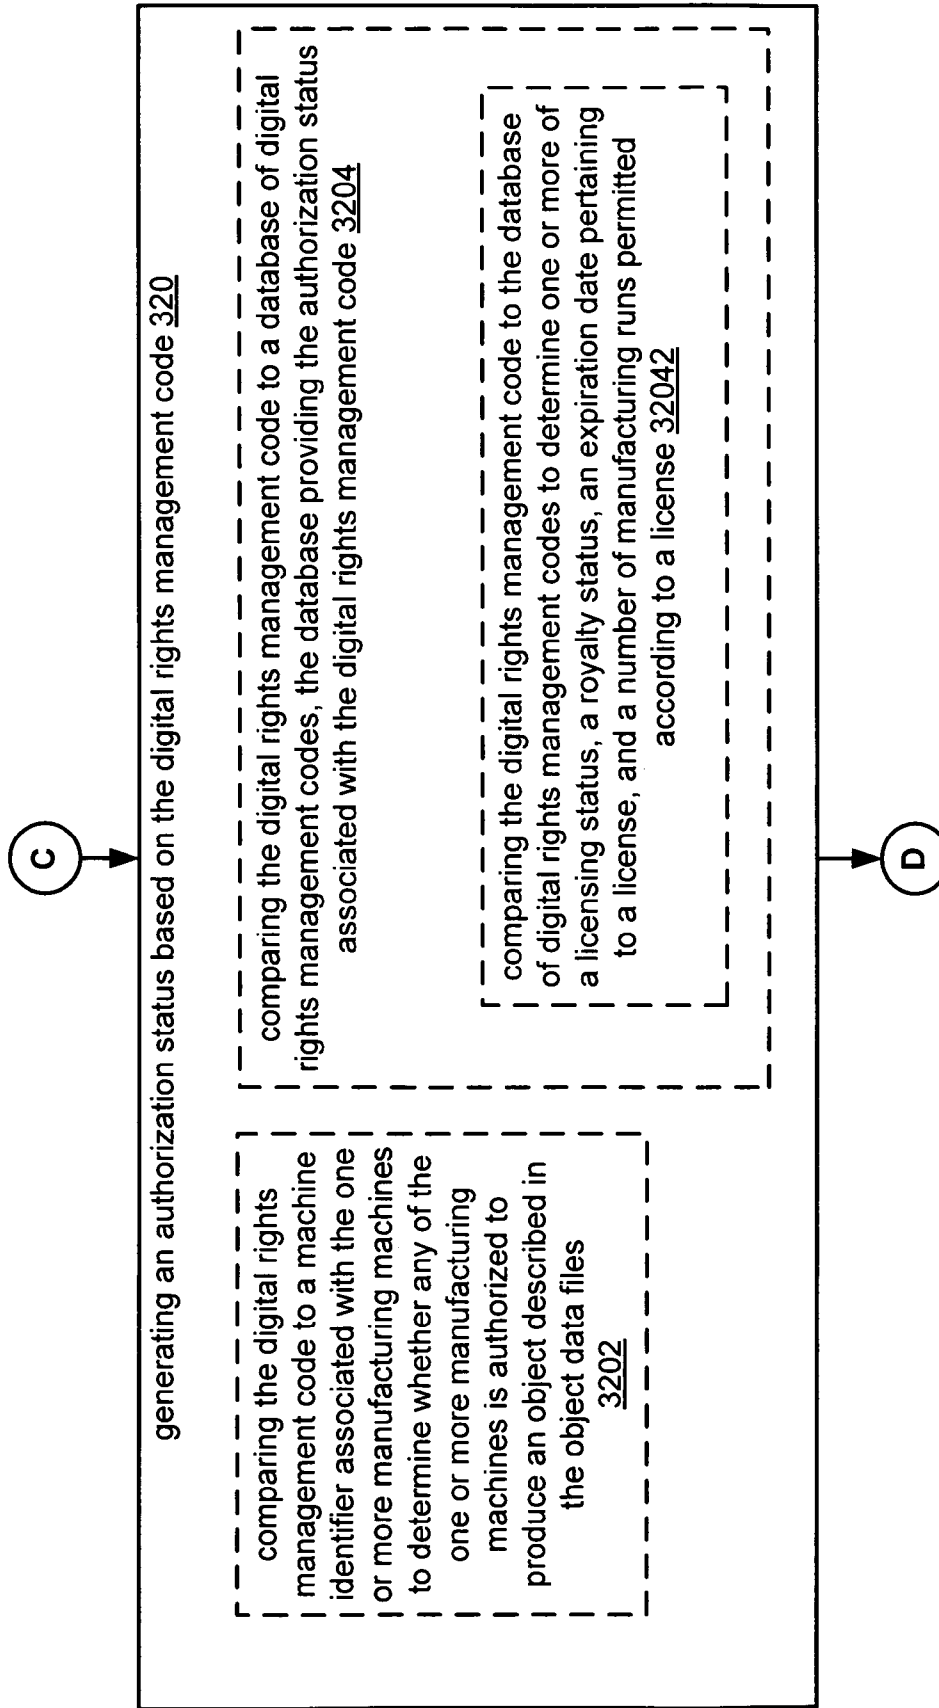 C
generating an authorization status based on the digital rights management code 320
comparing the digital rights
management code to a machine
identifier associated with the one
or more manufacturing machines
to determine whether any of the
one or more manufacturing
machines is authorized to
produce an object described in
the object data files
3202
comparing the digital rights management code to a database of digital
rights management codes, the database providing the authorization status
associated with the digital rights management code 3204
comparing the digital rights management code to the database
of digital rights management codes to determine one or more of
a licensing status, a royalty status, an expiration date pertaining
to a license, and a number of manufacturing runs permitted
according to a license 32042
D